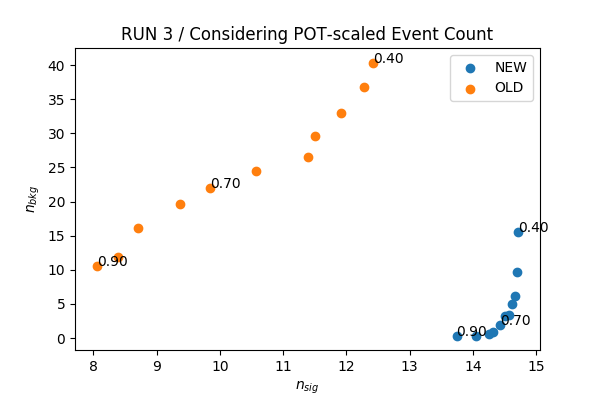 RUN 3 / Considering POT-scaled Event Count
NEW
OLD
0.40
0.70
0.90
0.40
0.70
0.90
40
35
30
25
20
15
10
5
0
n_bkg
8 9 10 11 12 13 14 15
n_sig